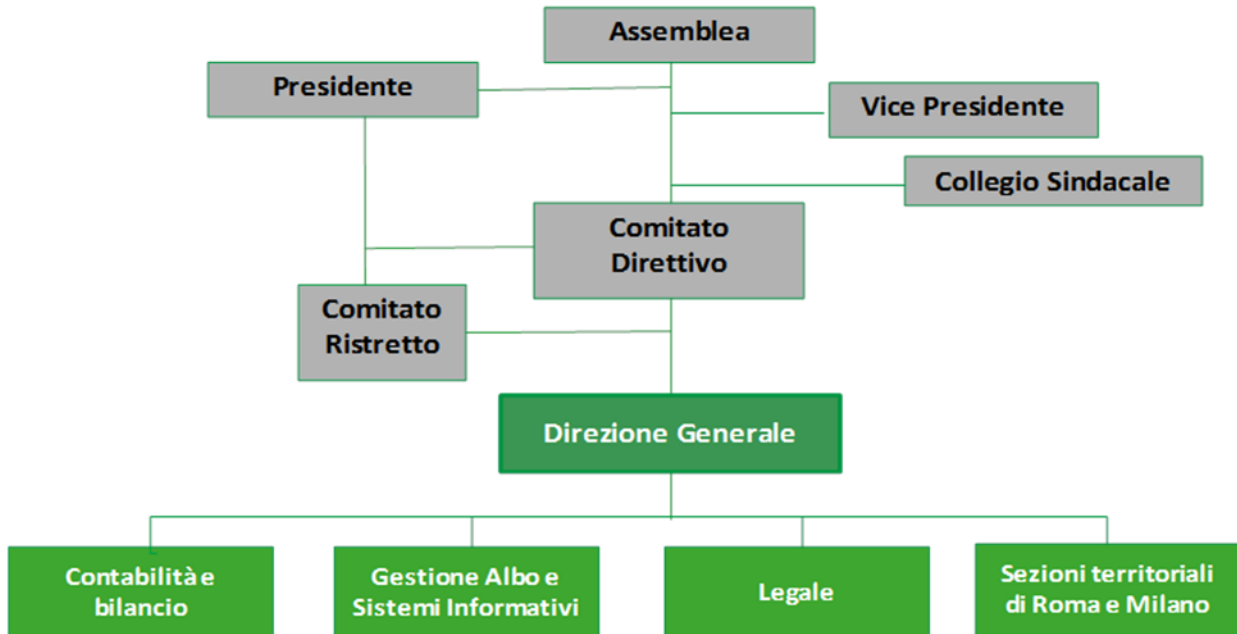 Assemblea
Presidente
Vice Presidente
Collegio Sindacale
Comitato
Direttivo
Comitato
Ristretto
Direzione Generale
Contabilità e
bilancio
Gestione Albo e
Sistemi Informativi
Legale
Sezioni territoriali
di Roma e Milano